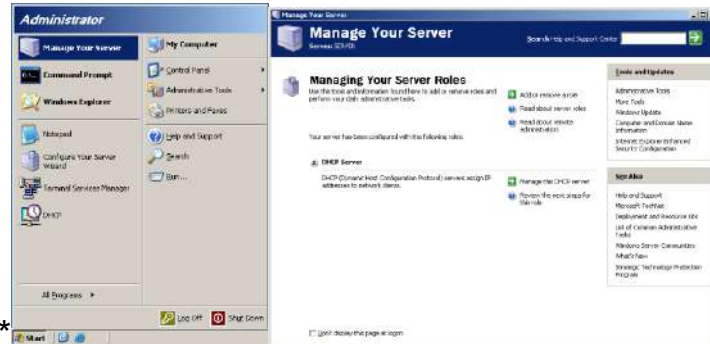 Administrator
Manage Your Server
Command Prompt
Windows Explorer
Notepad
Configure Your Server
Wizard
Terminal Services Manager
DHCP
All Programs
My Computer
Control Panel
Administrative Tools
Printers and Faxes
Help and Support
Search
Run...
Log Off
Shut Down
Start
*
Manage Your Server
Manage Your Server
Server: SERVER
Search Help and Support Center
Managing Your Server Roles
Use the tools and information found here to add or remove roles and
perform your daily administrative tasks.
Your server has been configured with the following roles:
Add or remove a role
Read about server roles
Read about remote
administration
DHCP Server
DHCP (Dynamic Host Configuration Protocol) servers assign IP
addresses to network clients.
Manage this DHCP server
Review the next steps for
this role
Tools and Updates
Administrative Tools
More Tools
Windows Update
Computer and Domain Name
Information
Internet Explorer Enhanced
Security Configuration
See Also
Help and Support
Microsoft TechNet
Deployment and Resource Kits
List of Common Administrative
Tasks
Windows Server Communities
What's New
Strategic Technology Protection
Program
Don't display this page at logon